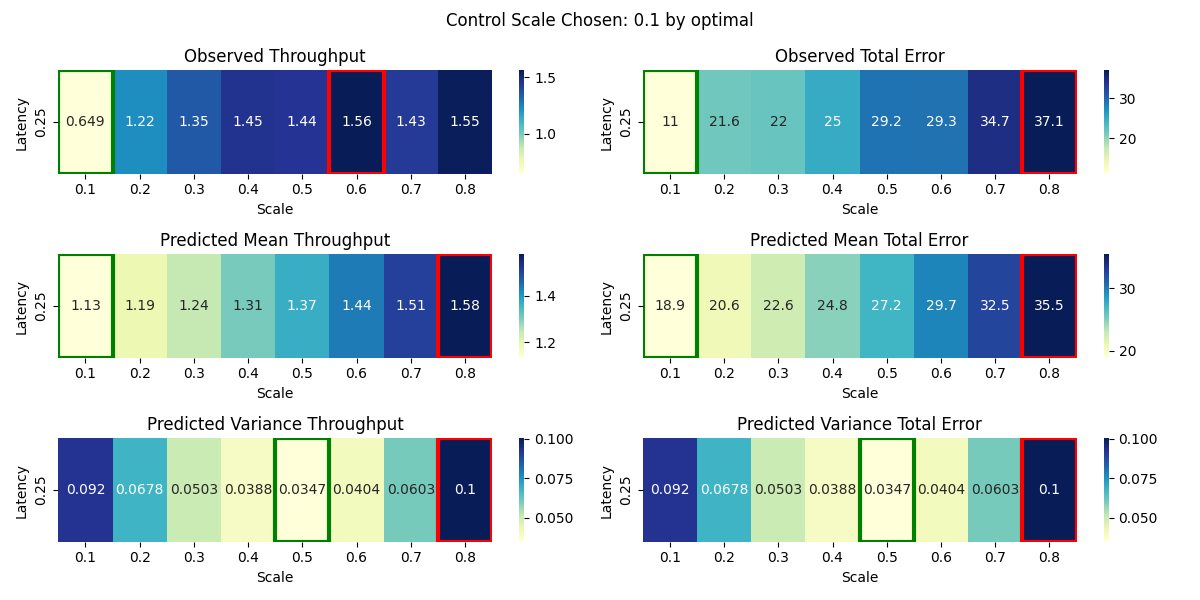 Control Scale Chosen: 0.1 by optimal
Observed Throughput
Latency
0.25
0.649 1.22 1.35 1.45 1.44 1.56 1.43 1.55
0.1 0.2 0.3 0.4 0.5 0.6 0.7 0.8
Scale
1.5
1.0
Observed Total Error
Latency
0.25
11 21.6 22 25 29.2 29.3 34.7 37.1
0.1 0.2 0.3 0.4 0.5 0.6 0.7 0.8
Scale
30
20
Predicted Mean Throughput
Latency
0.25
1.13 1.19 1.24 1.31 1.37 1.44 1.51 1.58
0.1 0.2 0.3 0.4 0.5 0.6 0.7 0.8
Scale
1.4
1.2
Predicted Mean Total Error
Latency
0.25
18.9 20.6 22.6 24.8 27.2 29.7 32.5 35.5
0.1 0.2 0.3 0.4 0.5 0.6 0.7 0.8
Scale
30
20
Predicted Variance Throughput
Latency
0.25
0.092 0.0678 0.0503 0.0388 0.0347 0.0404 0.0603 0.1
0.1 0.2 0.3 0.4 0.5 0.6 0.7 0.8
Scale
0.100
0.075
0.050
Predicted Variance Total Error
Latency
0.25
0.092 0.0678 0.0503 0.0388 0.0347 0.0404 0.0603 0.1
0.1 0.2 0.3 0.4 0.5 0.6 0.7 0.8
Scale
0.100
0.075
0.050